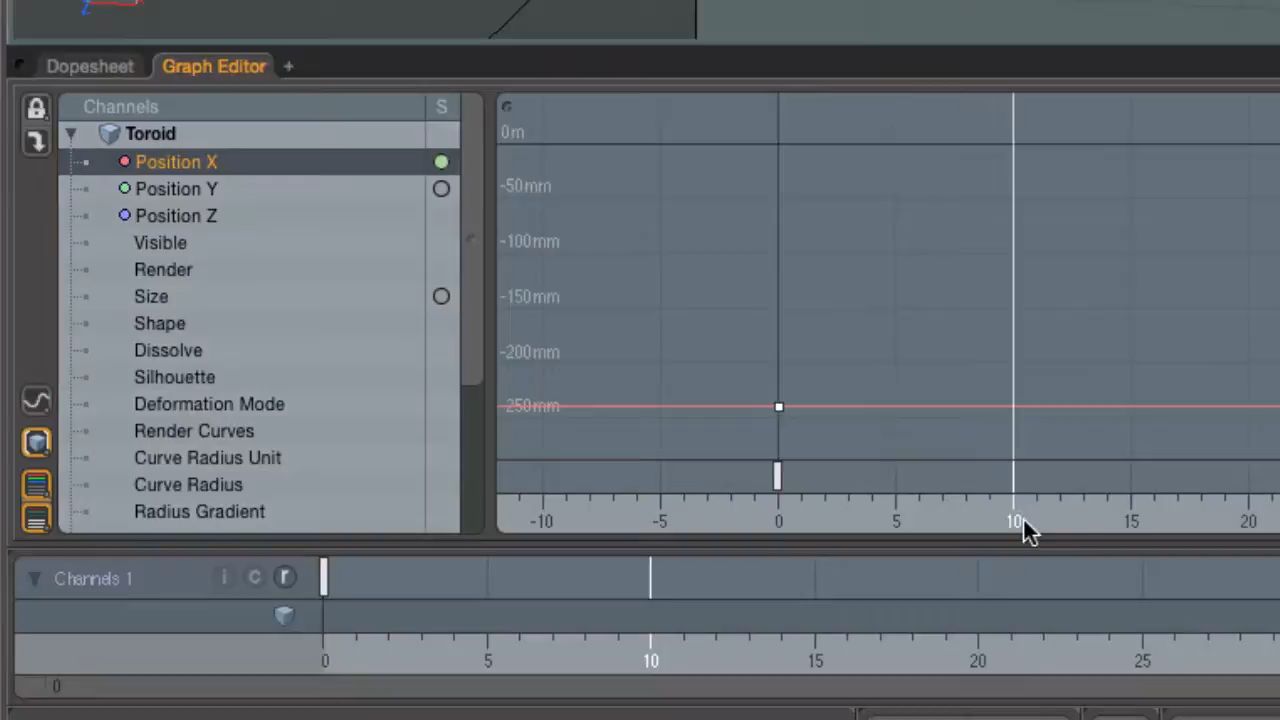 Dopesheet Graph Editor +
Channels S
Toroid
Position X
Position Y
Position Z
Visible
Render
Size
Shape
Dissolve
Silhouette
Deformation Mode
Render Curves
Curve Radius Unit
Curve Radius
Radius Gradient
0m
-50mm
-100mm
-150mm
-200mm
-250mm
-10 -5 0 5 10 15 20
Channels 1 i c r
0 5 10 15 20 25
0